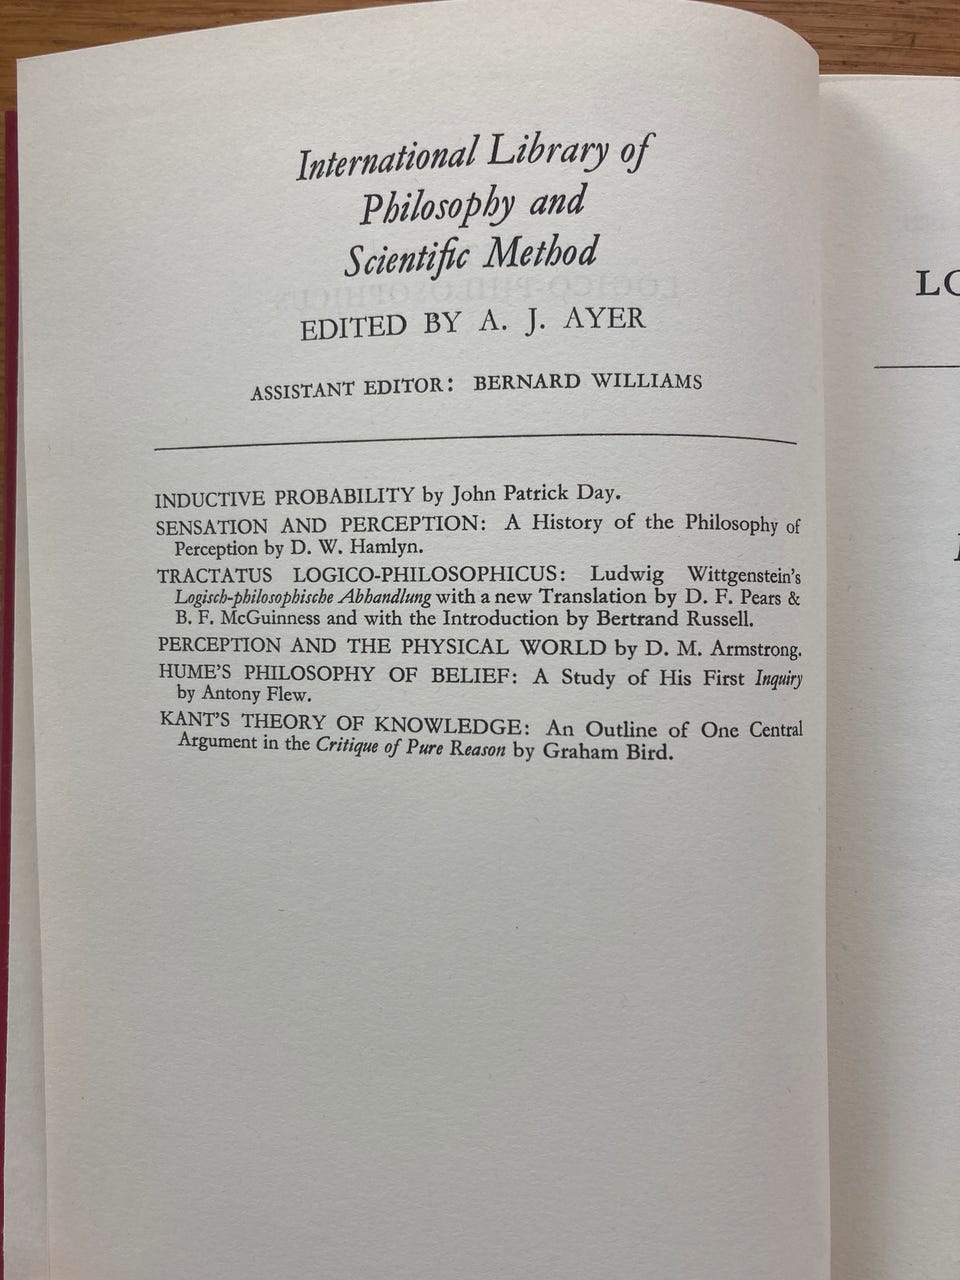 International Library of
Philosophy and
Scientific Method
EDITED BY A. J. AYER
ASSISTANT EDITOR: BERNARD WILLIAMS
INDUCTIVE PROBABILITY by John Patrick Day.
SENSATION AND PERCEPTION: A History of the Philosophy of
Perception by D. W. Hamlyn.
TRACTATUS LOGICO-PHILOSOPHICUS: Ludwig Wittgenstein's
Logisch-philosophische Abhandlung with a new Translation by D. F. Pears &
B. F. McGuinness and with the Introduction by Bertrand Russell.
PERCEPTION AND THE PHYSICAL WORLD by D. M. Armstrong.
HUME'S PHILOSOPHY OF BELIEF: A Study of His First Inquiry
by Antony Flew.
KANT'S THEORY OF KNOWLEDGE: An Outline of One Central
Argument in the Critique of Pure Reason by Graham Bird.
LO